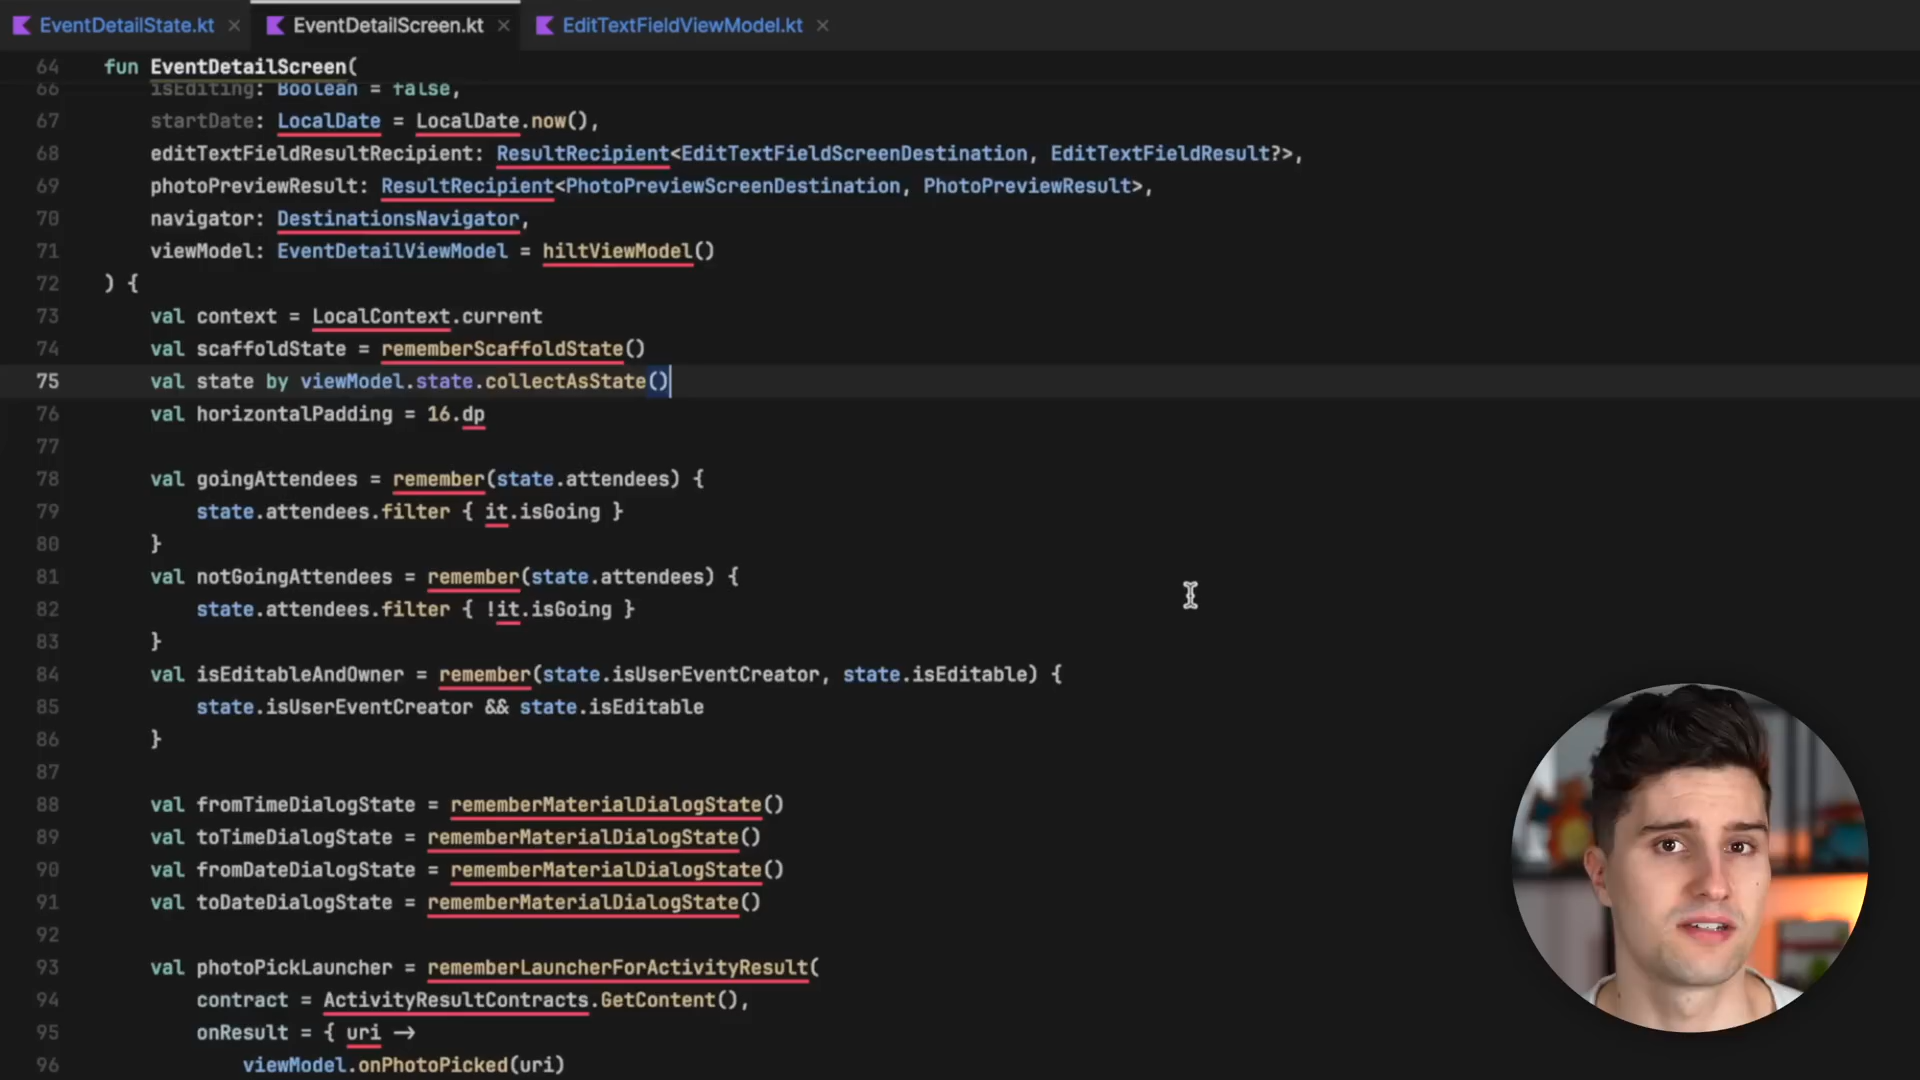 EventDetailState.kt × EventDetailScreen.kt × EditTextFieldViewModel.kt ×
64 fun EventDetailScreen(
66 isEditing: Boolean = false,
67 startDate: LocalDate = LocalDate.now(),
68 editTextFieldResultRecipient: ResultRecipient<EditTextFieldScreenDestination, EditTextFieldResult?>,
69 photoPreviewResult: ResultRecipient<PhotoPreviewScreenDestination, PhotoPreviewResult>,
70 navigator: DestinationsNavigator,
71 viewModel: EventDetailViewModel = hiltViewModel()
72 ) {
73 val context = LocalContext.current
74 val scaffoldState = rememberScaffoldState()
75 val state by viewModel.state.collectAsState()
76 val horizontalPadding = 16.dp
77
78 val goingAttendees = remember(state.attendees) {
79 state.attendees.filter { it.isGoing }
80 }
81 val notGoingAttendees = remember(state.attendees) {
82 state.attendees.filter { !it.isGoing }
83 }
84 val isEditableAndOwner = remember(state.isUserEventCreator, state.isEditable) {
85 state.isUserEventCreator && state.isEditable
86 }
87
88 val fromTimeDialogState = rememberMaterialDialogState()
89 val toTimeDialogState = rememberMaterialDialogState()
90 val fromDateDialogState = rememberMaterialDialogState()
91 val toDateDialogState = rememberMaterialDialogState()
92
93 val photoPickLauncher = rememberLauncherForActivityResult(
94 contract = ActivityResultContracts.GetContent(),
95 onResult = { uri →
96 viewModel.onPhotoPicked(uri)